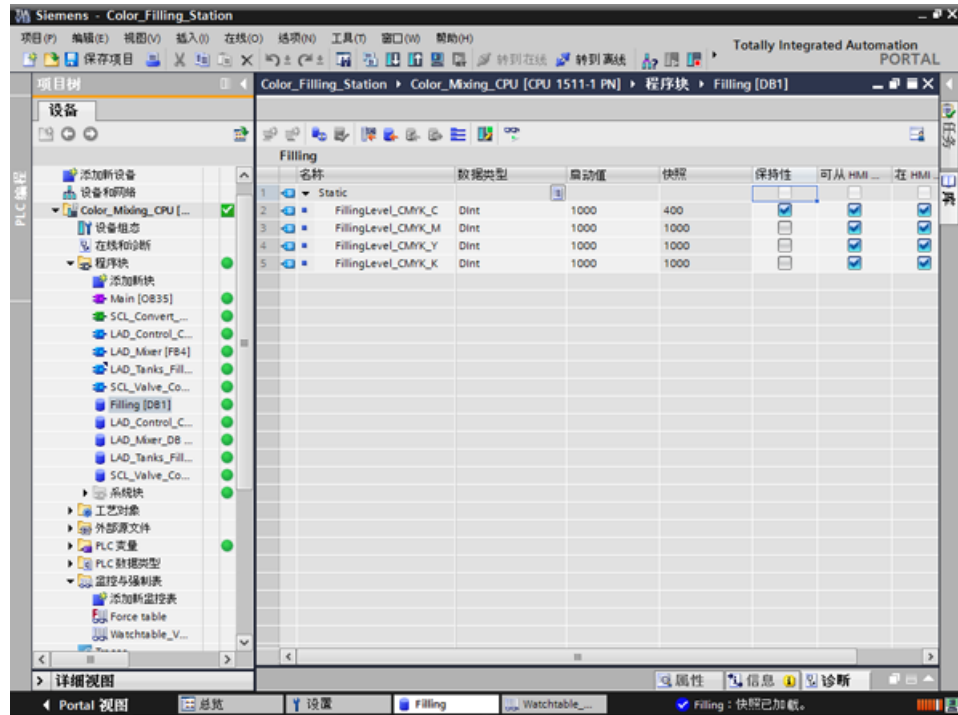 Siemens - Color_Filling_Station
项目(P) 编辑(E) 视图(V) 插入(I) 在线(O) 选项(N) 工具(T) 窗口(W) 帮助(H)
Totally Integrated Automation
PORTAL
保存项目 转到在线 转到离线
项目树
Color_Filling_Station Color_Mixing_CPU [CPU 1511-1 PN] 程序块 Filling [DB1]
设备
PLC 编程
任务
库
添加新设备
设备和网络
Color_Mixing_CPU [...
设备组态
在线和诊断
程序块
添加新块
Main [OB35]
SCL_Convert_...
LAD_Control_C...
LAD_Mixer [FB4]
LAD_Tanks_Fill...
SCL_Valve_Co...
Filling [DB1]
LAD_Control_C...
LAD_Mixer_DB ...
LAD_Tanks_Fill...
SCL_Valve_Co...
系统块
工艺对象
外部源文件
PLC 变量
PLC 数据类型
监控与强制表
添加新监控表
Force table
Watchtable_V...
Traces
Filling
名称 数据类型 启动值 快照 保持性 可从 HMI ... 在 HMI ...
1 Static
2 FillingLevel_CMYK_C DInt 1000 400
3 FillingLevel_CMYK_M DInt 1000 1000
4 FillingLevel_CMYK_Y DInt 1000 1000
5 FillingLevel_CMYK_K DInt 1000 1000
详细视图
属性 信息 诊断
Portal 视图 总览 设置 Filling Watchtable_... Filling：快照已加载。